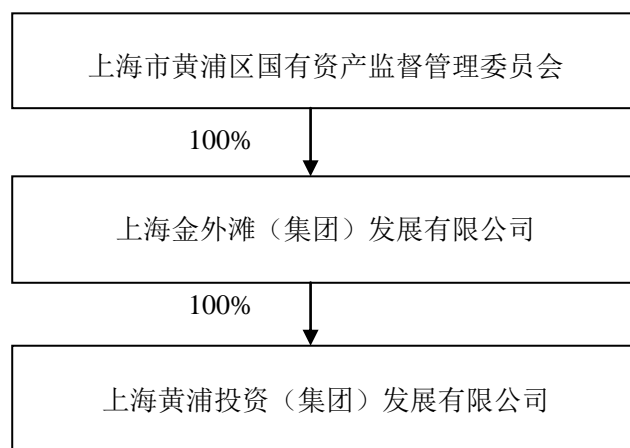 上海市黄浦区国有资产监督管理委员会
100%
上海金外滩（集团）发展有限公司
100%
上海黄浦投资（集团）发展有限公司